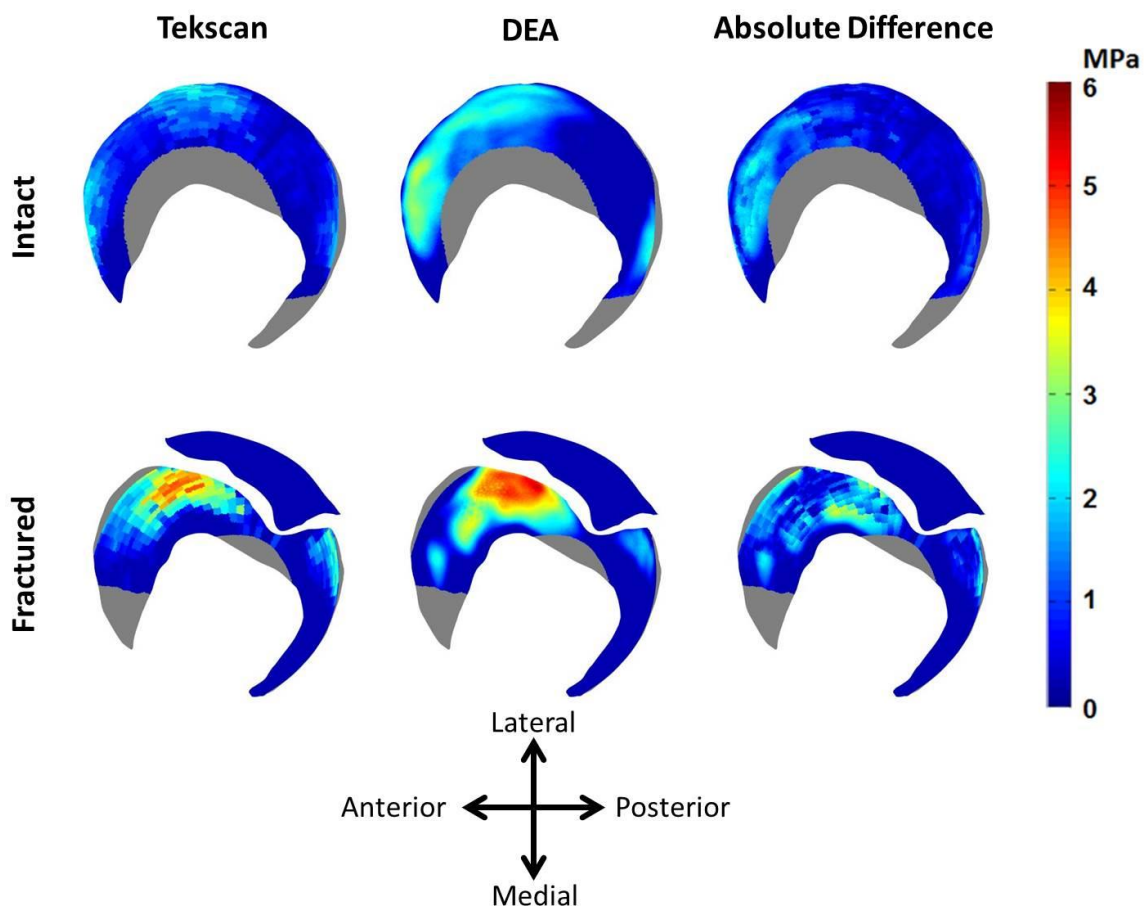 Tekscan
DEA
Absolute Difference
MPa
6
5
4
3
2
1
0
Intact
Fractured
Lateral
Anterior
Posterior
Medial